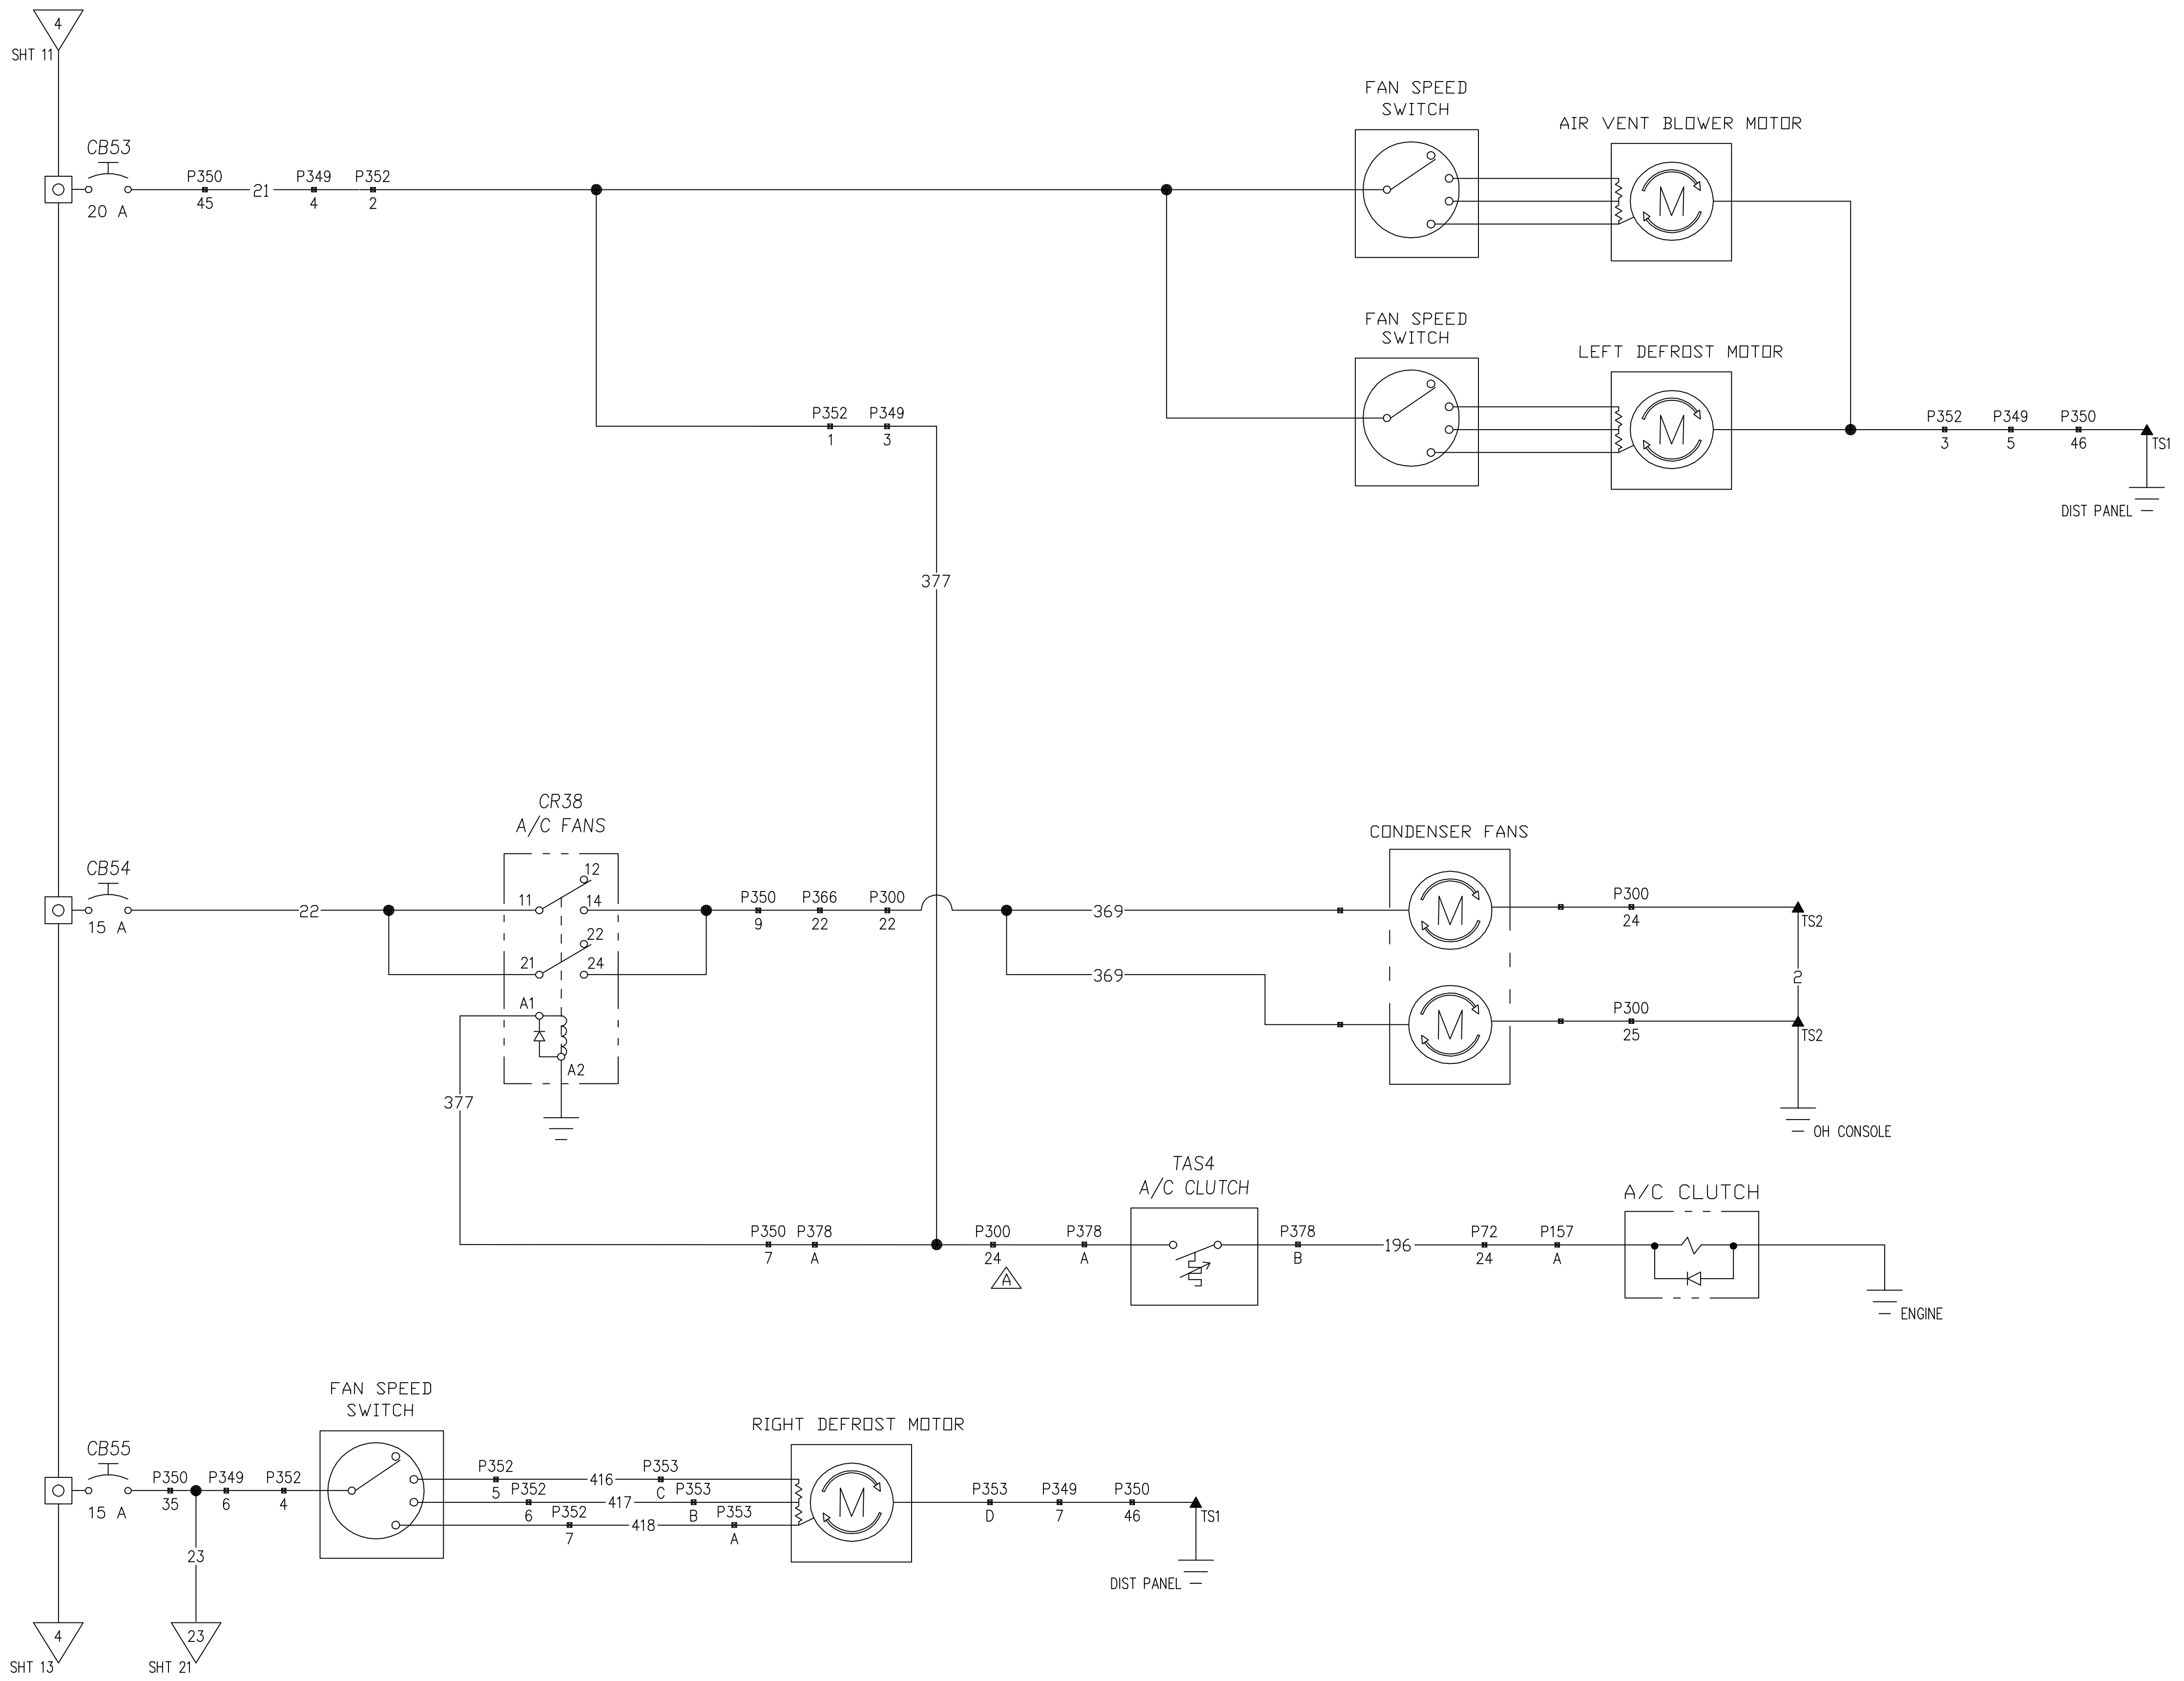 4
SHT 11
CB53
20 A
P350
45
21
P349
4
P352
2
FAN SPEED
SWITCH
AIR VENT BLOWER MOTOR
M
FAN SPEED
SWITCH
LEFT DEFROST MOTOR
M
P352
1
P349
3
P352
3
P349
5
P350
46
TS1
DIST PANEL
377
CR38
A/C FANS
CB54
15 A
22
11
12
14
21
22
24
A1
A2
377
P350
9
P366
22
P300
22
369
369
CONDENSER FANS
M
M
P300
24
TS2
2
P300
25
TS2
OH CONSOLE
P350
7
P378
A
P300
24
A
P378
A
TAS4
A/C CLUTCH
P378
B
196
P72
24
P157
A
A/C CLUTCH
ENGINE
CB55
15 A
P350
35
P349
6
P352
4
FAN SPEED
SWITCH
P352
5
416
P353
C
P352
6
417
P353
B
P352
7
418
P353
A
RIGHT DEFROST MOTOR
M
P353
D
P349
7
P350
46
TS1
DIST PANEL
23
4
SHT 13
23
SHT 21